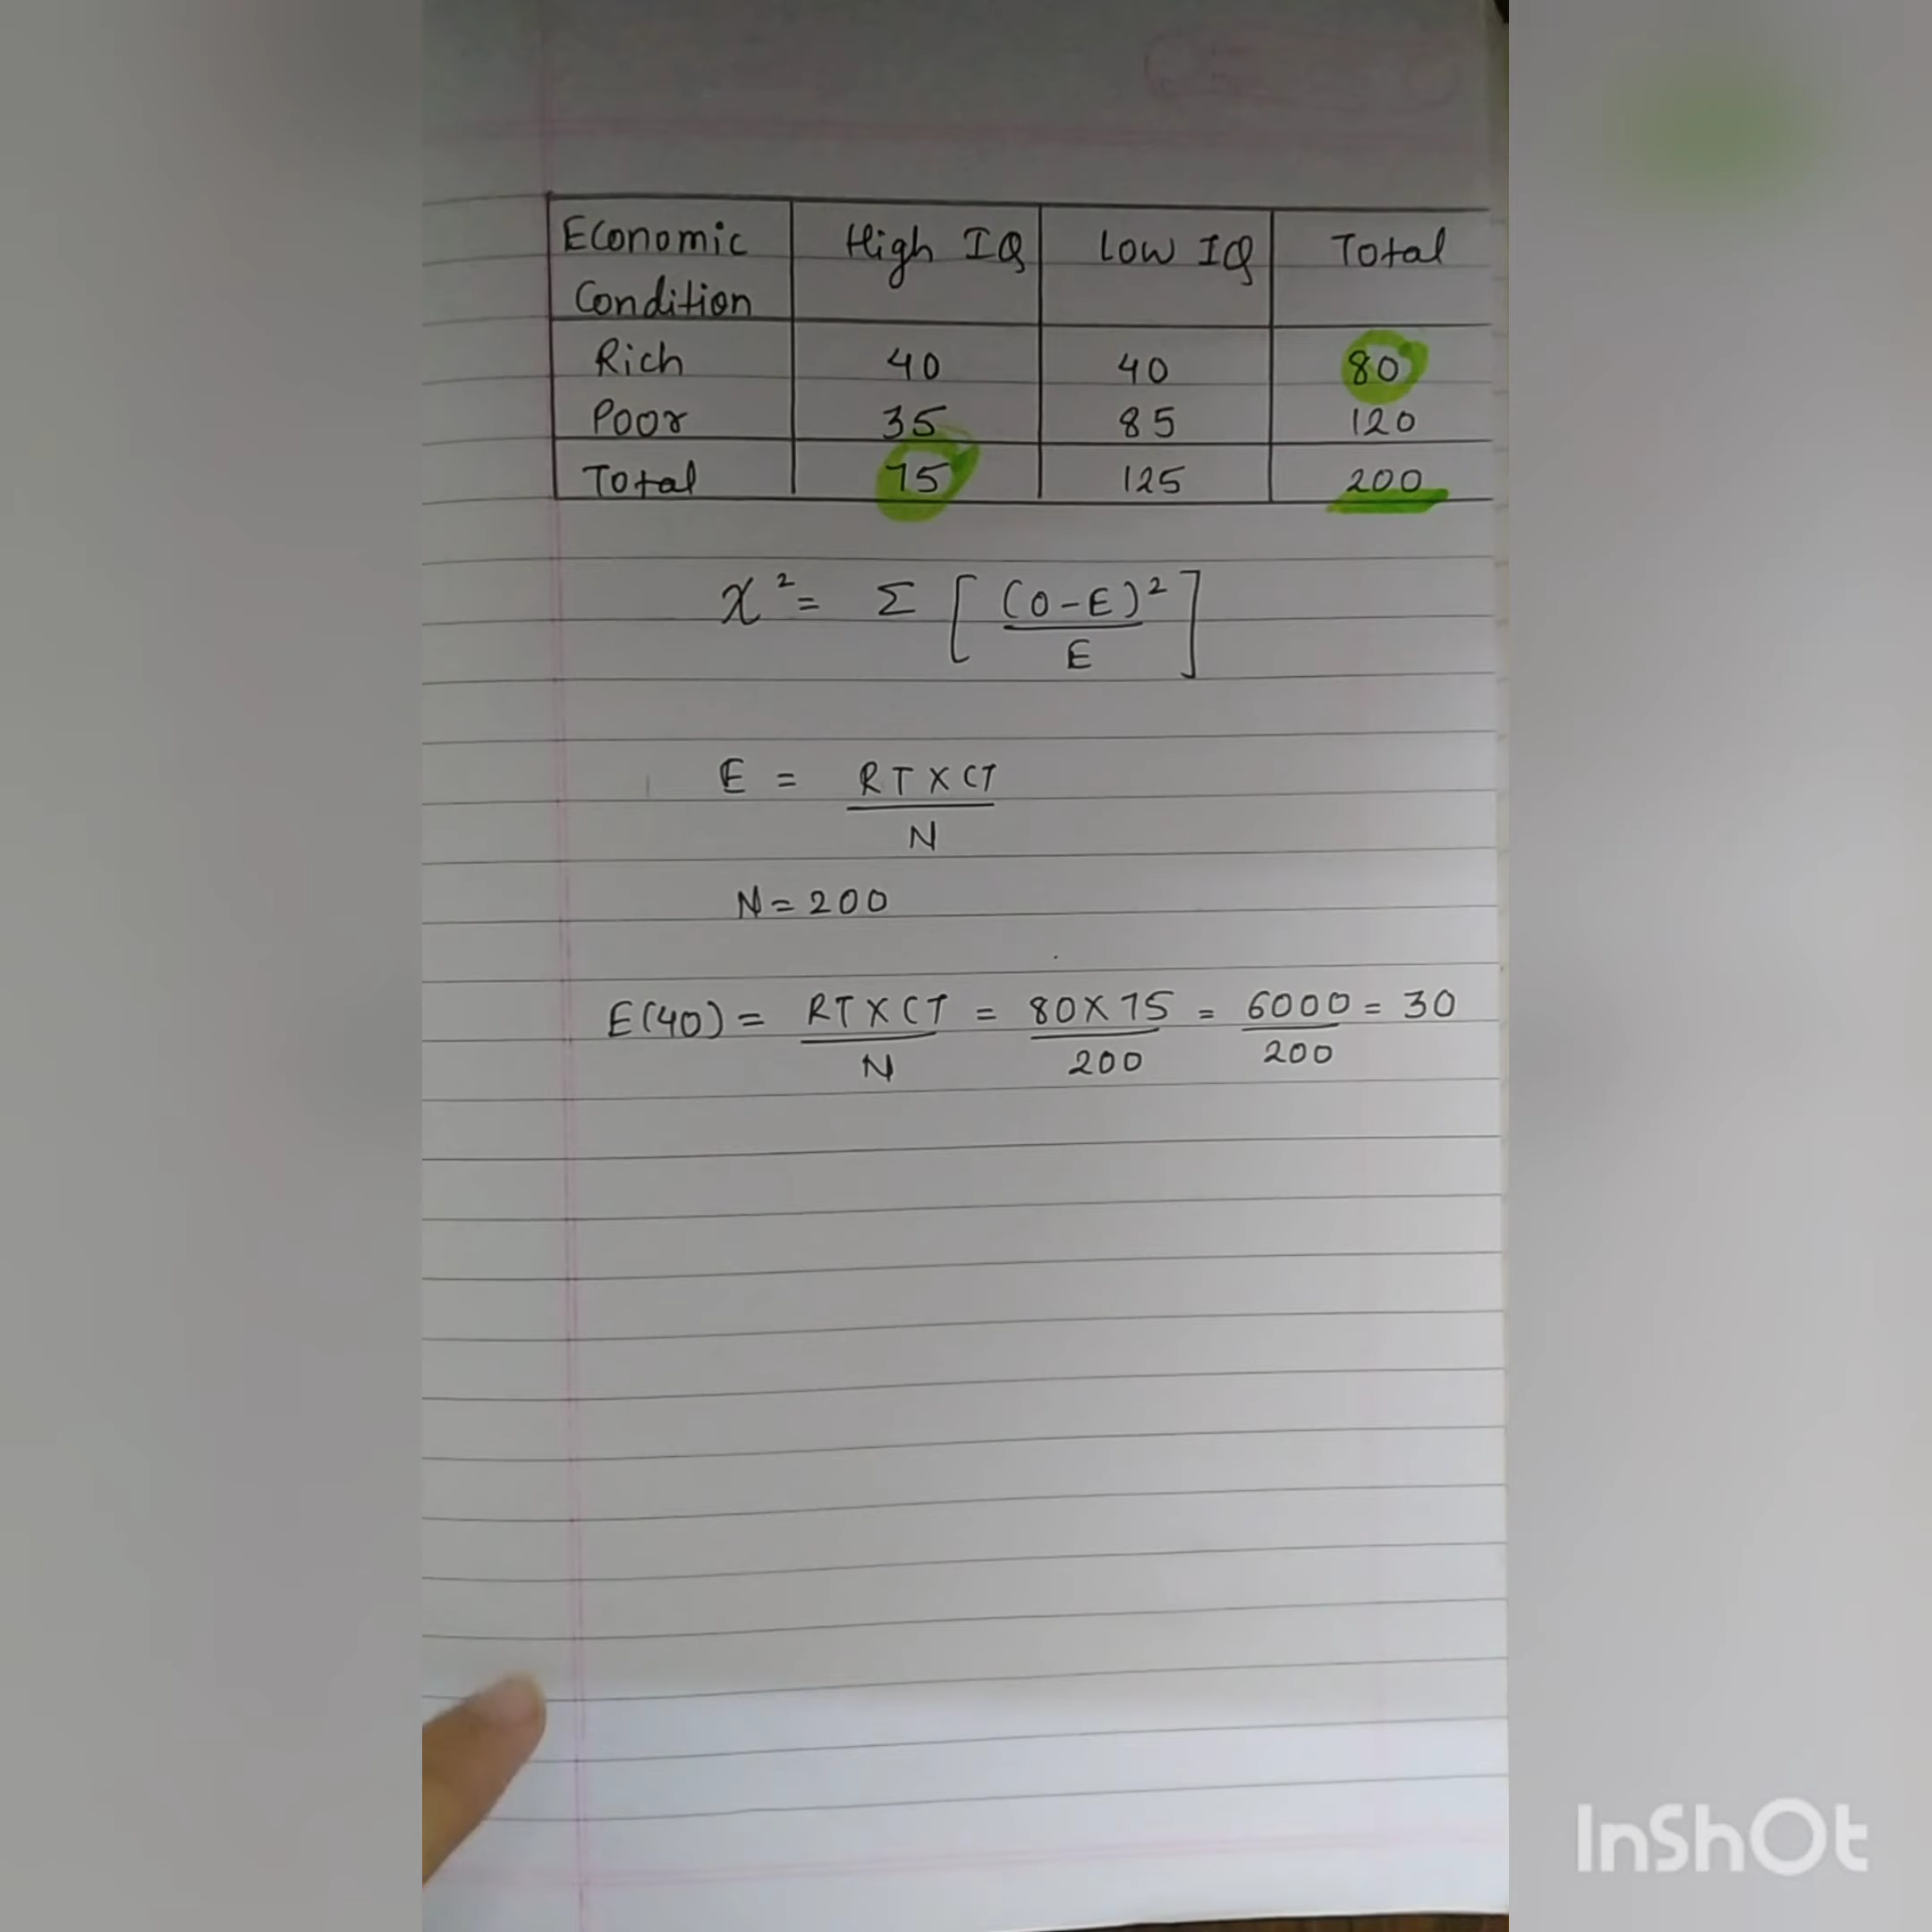 Economic Condition High IQ Low IQ Total
Rich 40 40 80
Poor 35 85 120
Total 75 125 200
χ² = Σ [ (O-E)² / E ]
E = RT X CT / N
N = 200
E(40) = RT X CT / N = 80 X 75 / 200 = 6000 / 200 = 30
InShOt